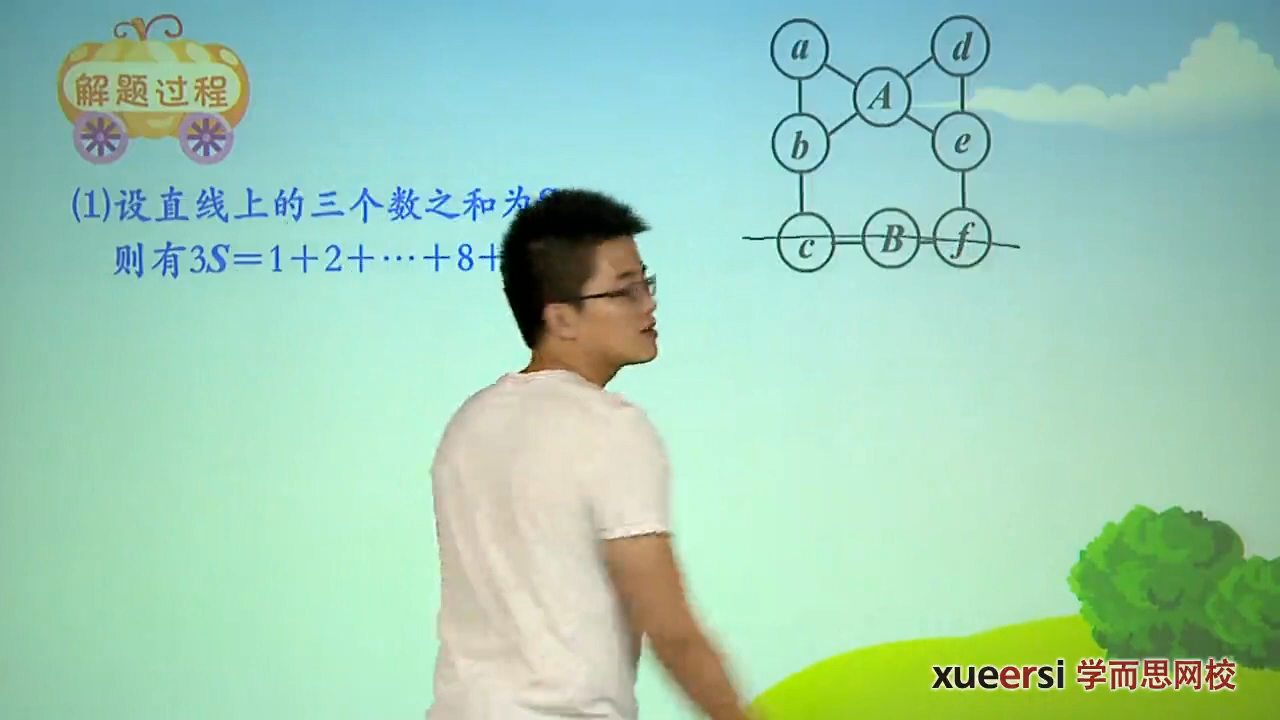 解题过程
(1)设直线上的三个数之和为
则有3S=1+2+⋯+8+
a
d
A
b
e
c
B
f
xueersi 学而思网校